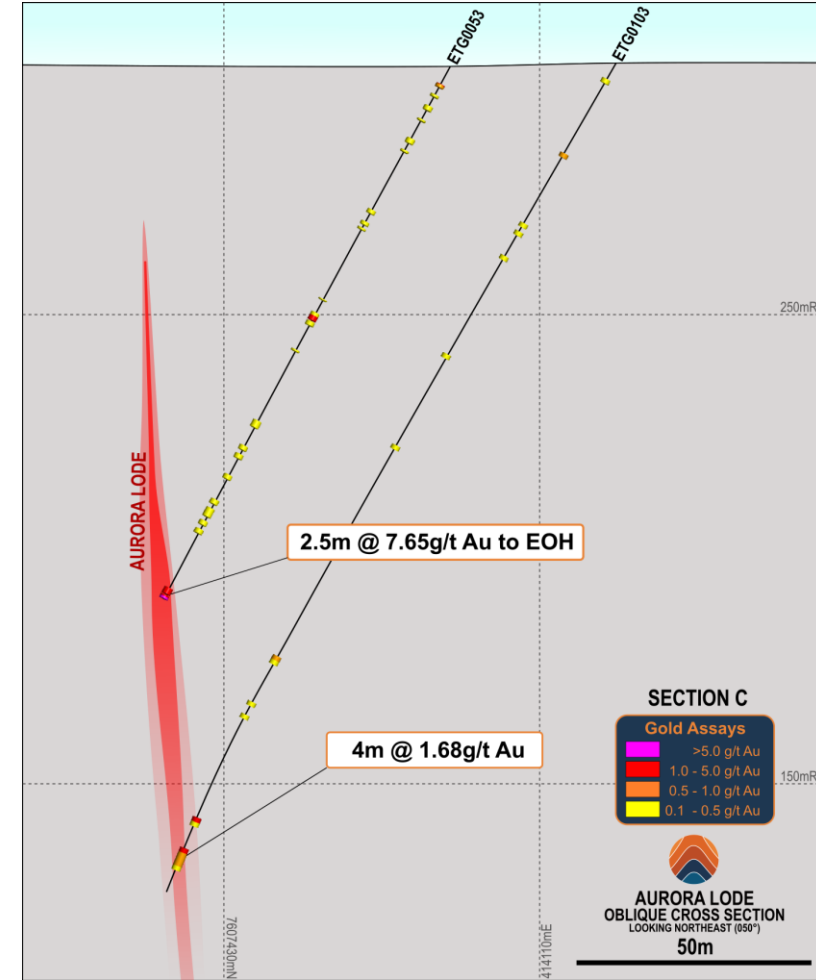 ETG0053
ETG0103
250mR
AURORA LODE
2.5m @ 7.65g/t Au to EOH
4m @ 1.68g/t Au
150mR
SECTION C
Gold Assays
>5.0 g/t Au
1.0 - 5.0 g/t Au
0.5 - 1.0 g/t Au
0.1 - 0.5 g/t Au
AURORA LODE
OBLIQUE CROSS SECTION
LOOKING NORTHEAST (050°)
50m
7607430mN
414110mE